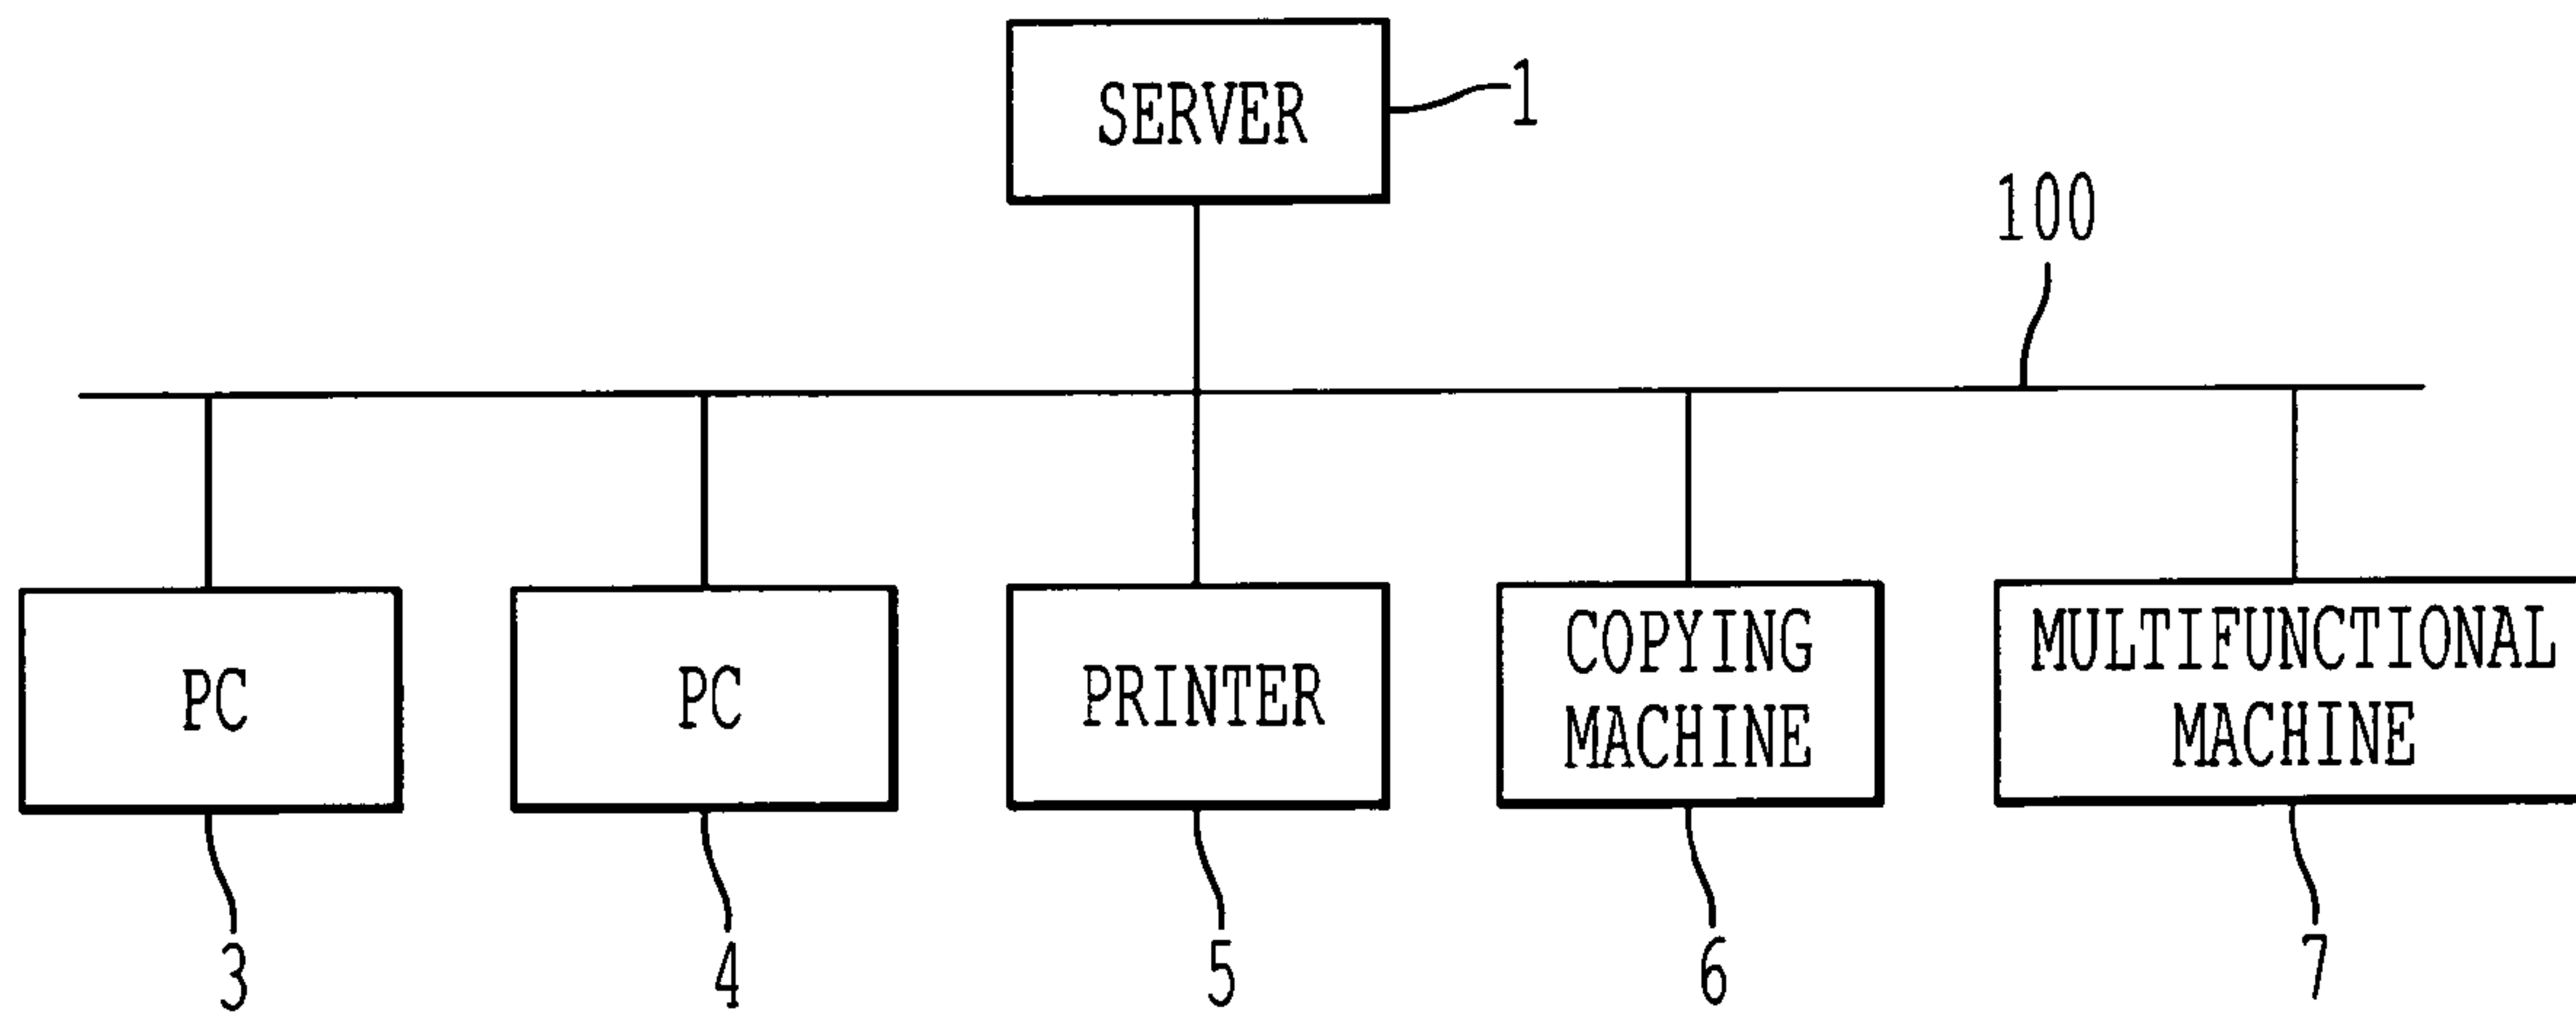 SERVER
1
100
PC
PC
PRINTER
COPYING
MACHINE
MULTIFUNCTIONAL
MACHINE
3
4
5
6
7